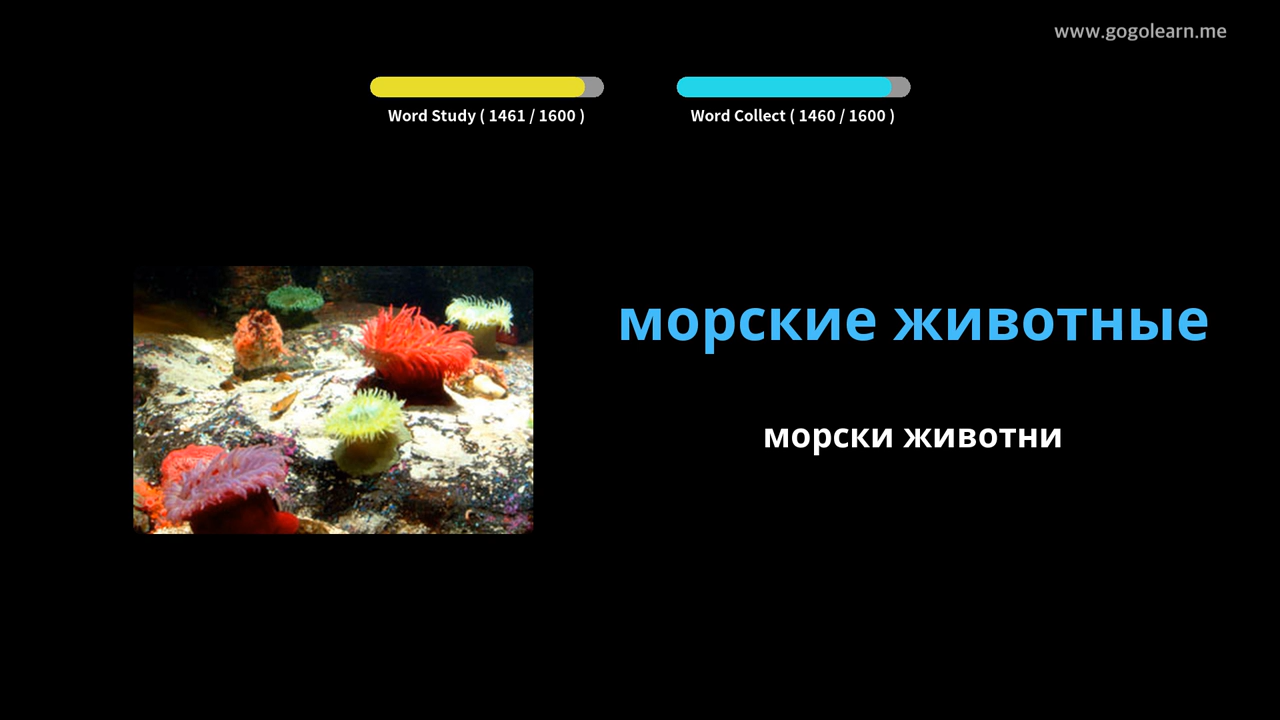 www.gogolearn.me
Word Study ( 1461 / 1600 )
Word Collect ( 1460 / 1600 )
морские животные
морски животни